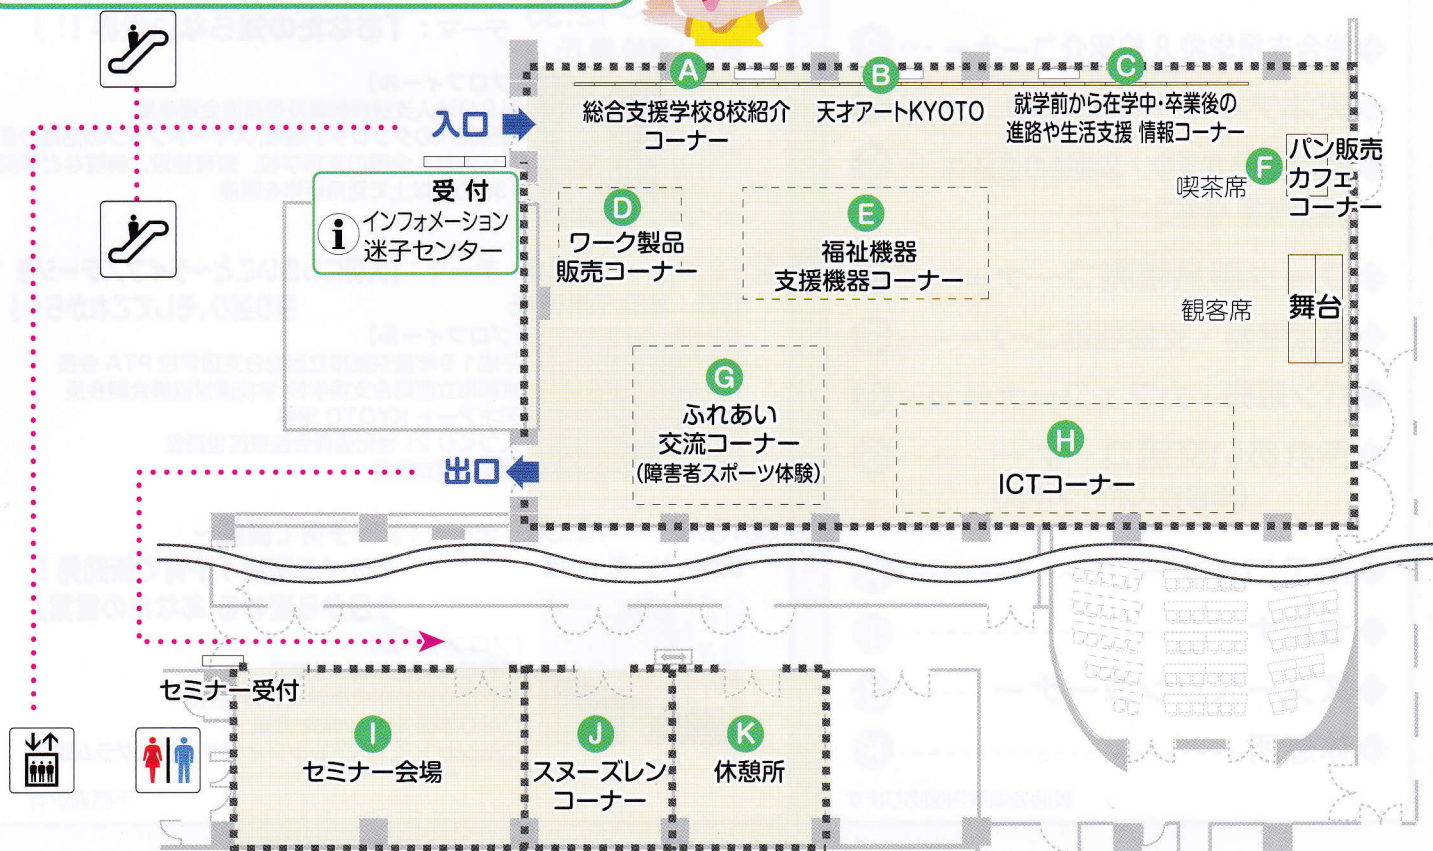 入口
受付
i
インフォメーション
迷子センター
A
総合支援学校8校紹介
コーナー
B
天才アートKYOTO
C
就学前から在学中・卒業後の
進路や生活支援 情報コーナー
D
ワーク製品
販売コーナー
E
福祉機器
支援機器コーナー
F
パン販売
カフェ
コーナー
喫茶席
観客席
舞台
G
ふれあい
交流コーナー
(障害者スポーツ体験)
H
ICTコーナー
出口
セミナー受付
I
セミナー会場
J
スヌーズレン
コーナー
K
休憩所